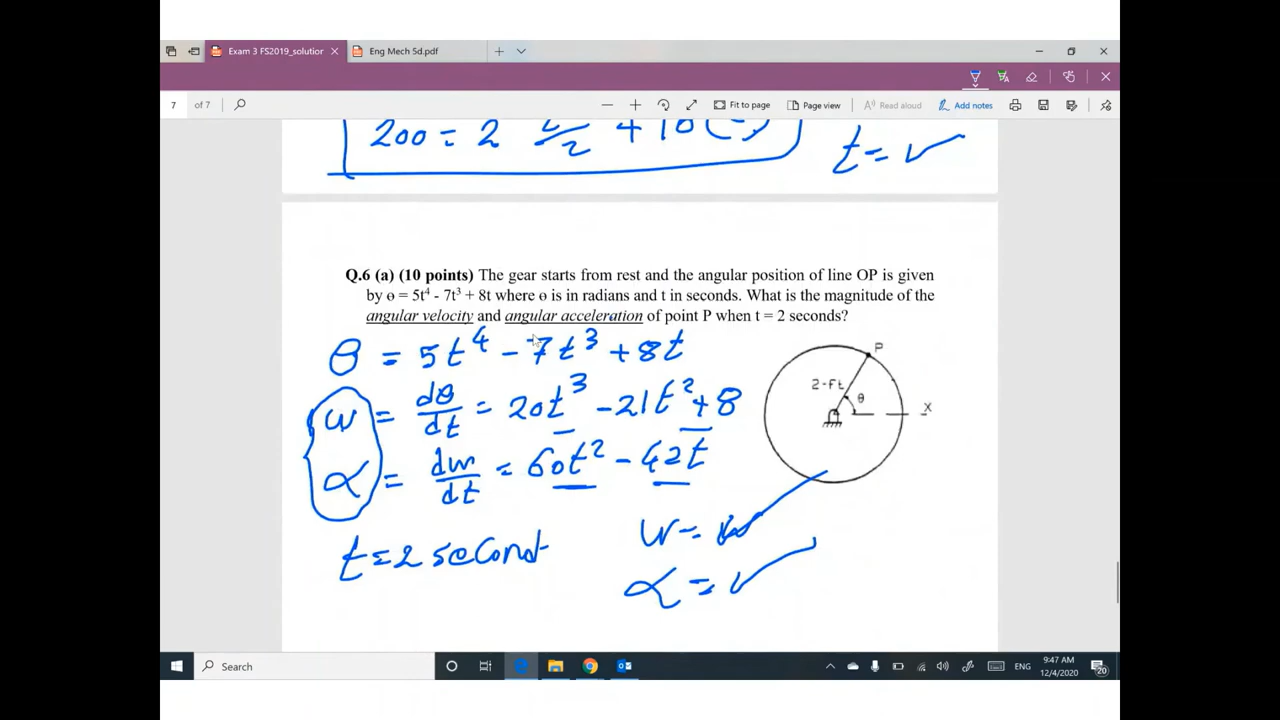 Exam 3 FS2019_solutior
Eng Mech 5d.pdf
7 of 7
Fit to page
Page view
Read aloud
Add notes
200 = 2
t =
Q.6 (a) (10 points) The gear starts from rest and the angular position of line OP is given
by ɵ = 5t⁴ - 7t³ + 8t where ɵ is in radians and t in seconds. What is the magnitude of the
angular velocity and angular acceleration of point P when t = 2 seconds?
θ = 5t⁴ - 7t³ + 8t
ω = dθ/dt = 20t³ - 21t² + 8
α = dω/dt = 60t² - 42t
t = 2 second
ω =
α =
P
2-ft
θ
X
Search
ENG
9:47 AM
12/4/2020
20